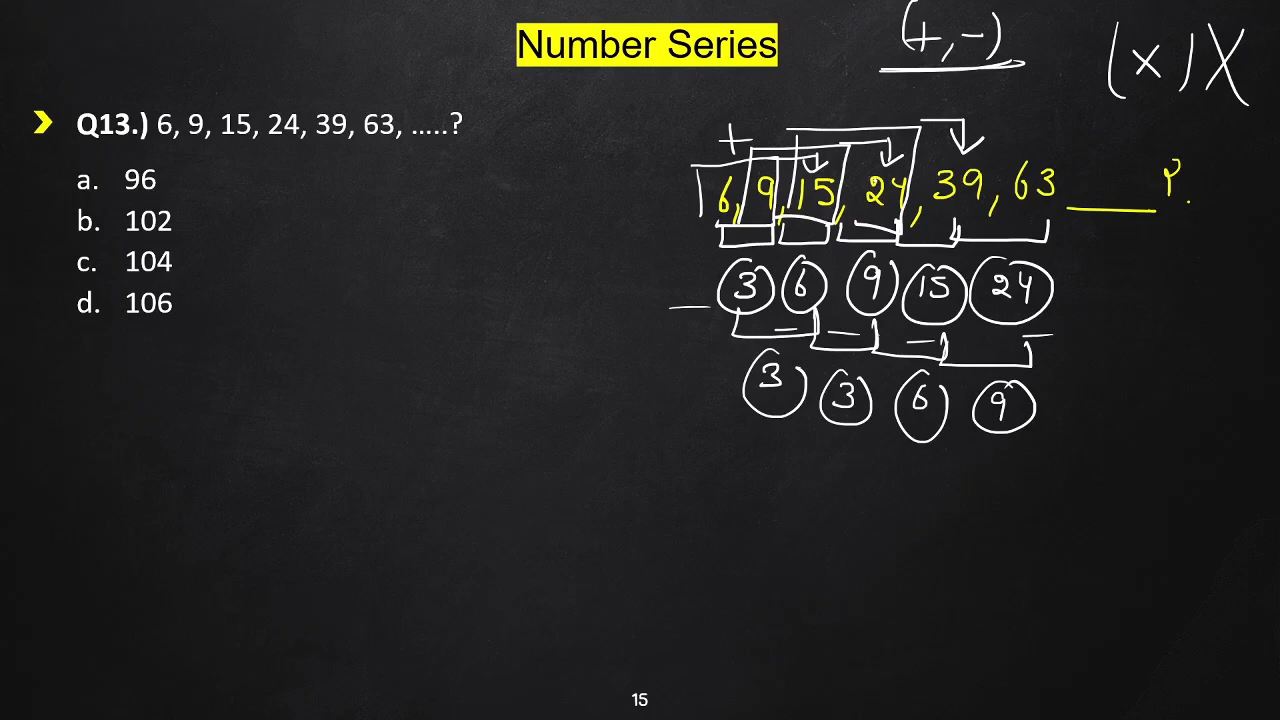 Number Series
(+, -)
(x) X
Q13.) 6, 9, 15, 24, 39, 63, .....?
a. 96
b. 102
c. 104
d. 106
+
6, 9, 15, 24, 39, 63 ____ ?
3 6 9 15 24
- - - - -
3 3 6 9
15